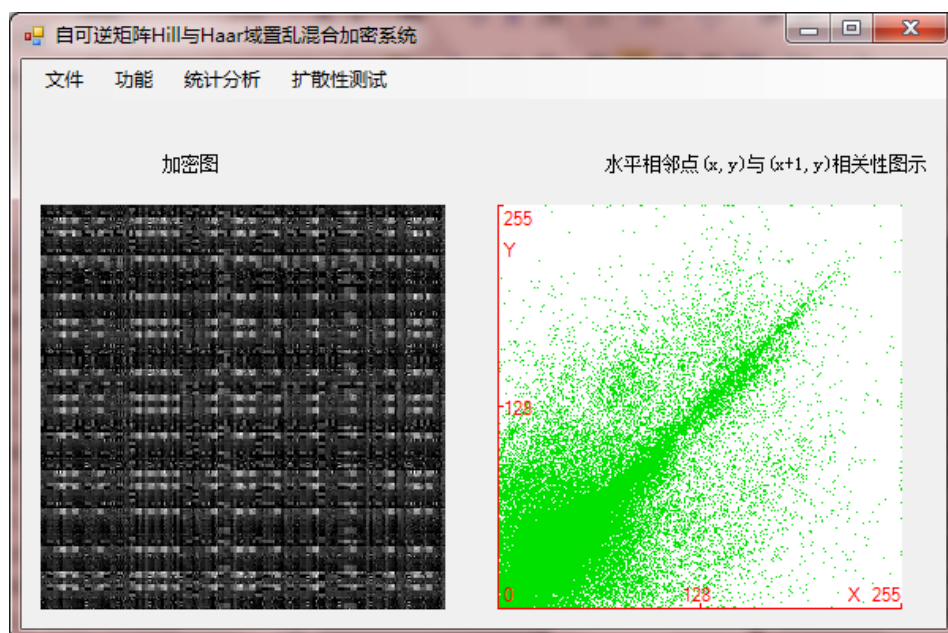 自可逆矩阵Hill与Haar域置乱混合加密系统
文件 功能 统计分析 扩散性测试
加密图
水平相邻点(x, y)与(x+1, y)相关性图示
255
Y
128
0
128
X 255